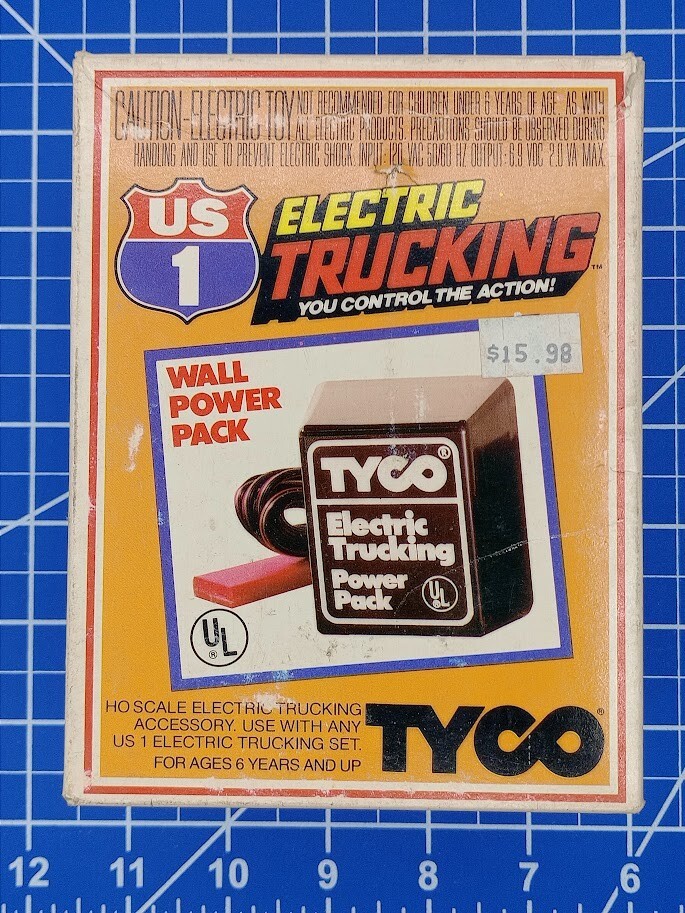 CAUTION-ELECTRIC TOY NOT RECOMMENDED FOR CHILDREN UNDER 6 YEARS OF AGE. AS WITH
ALL ELECTRIC PRODUCTS, PRECAUTIONS SHOULD BE OBSERVED DURING
HANDLING AND USE TO PREVENT ELECTRIC SHOCK. INPUT: 120 VAC 50/60 HZ OUTPUT: 6.8 VDC 2.0 VA MAX.
US
1
ELECTRIC
TRUCKING™
YOU CONTROL THE ACTION!
$15.98
WALL
POWER
PACK
TYCO®
Electric
Trucking
Power
Pack
UL
UL®
HO SCALE ELECTRIC TRUCKING
ACCESSORY. USE WITH ANY
US 1 ELECTRIC TRUCKING SET.
FOR AGES 6 YEARS AND UP
TYCO®
12 11 10 9 8 7 6